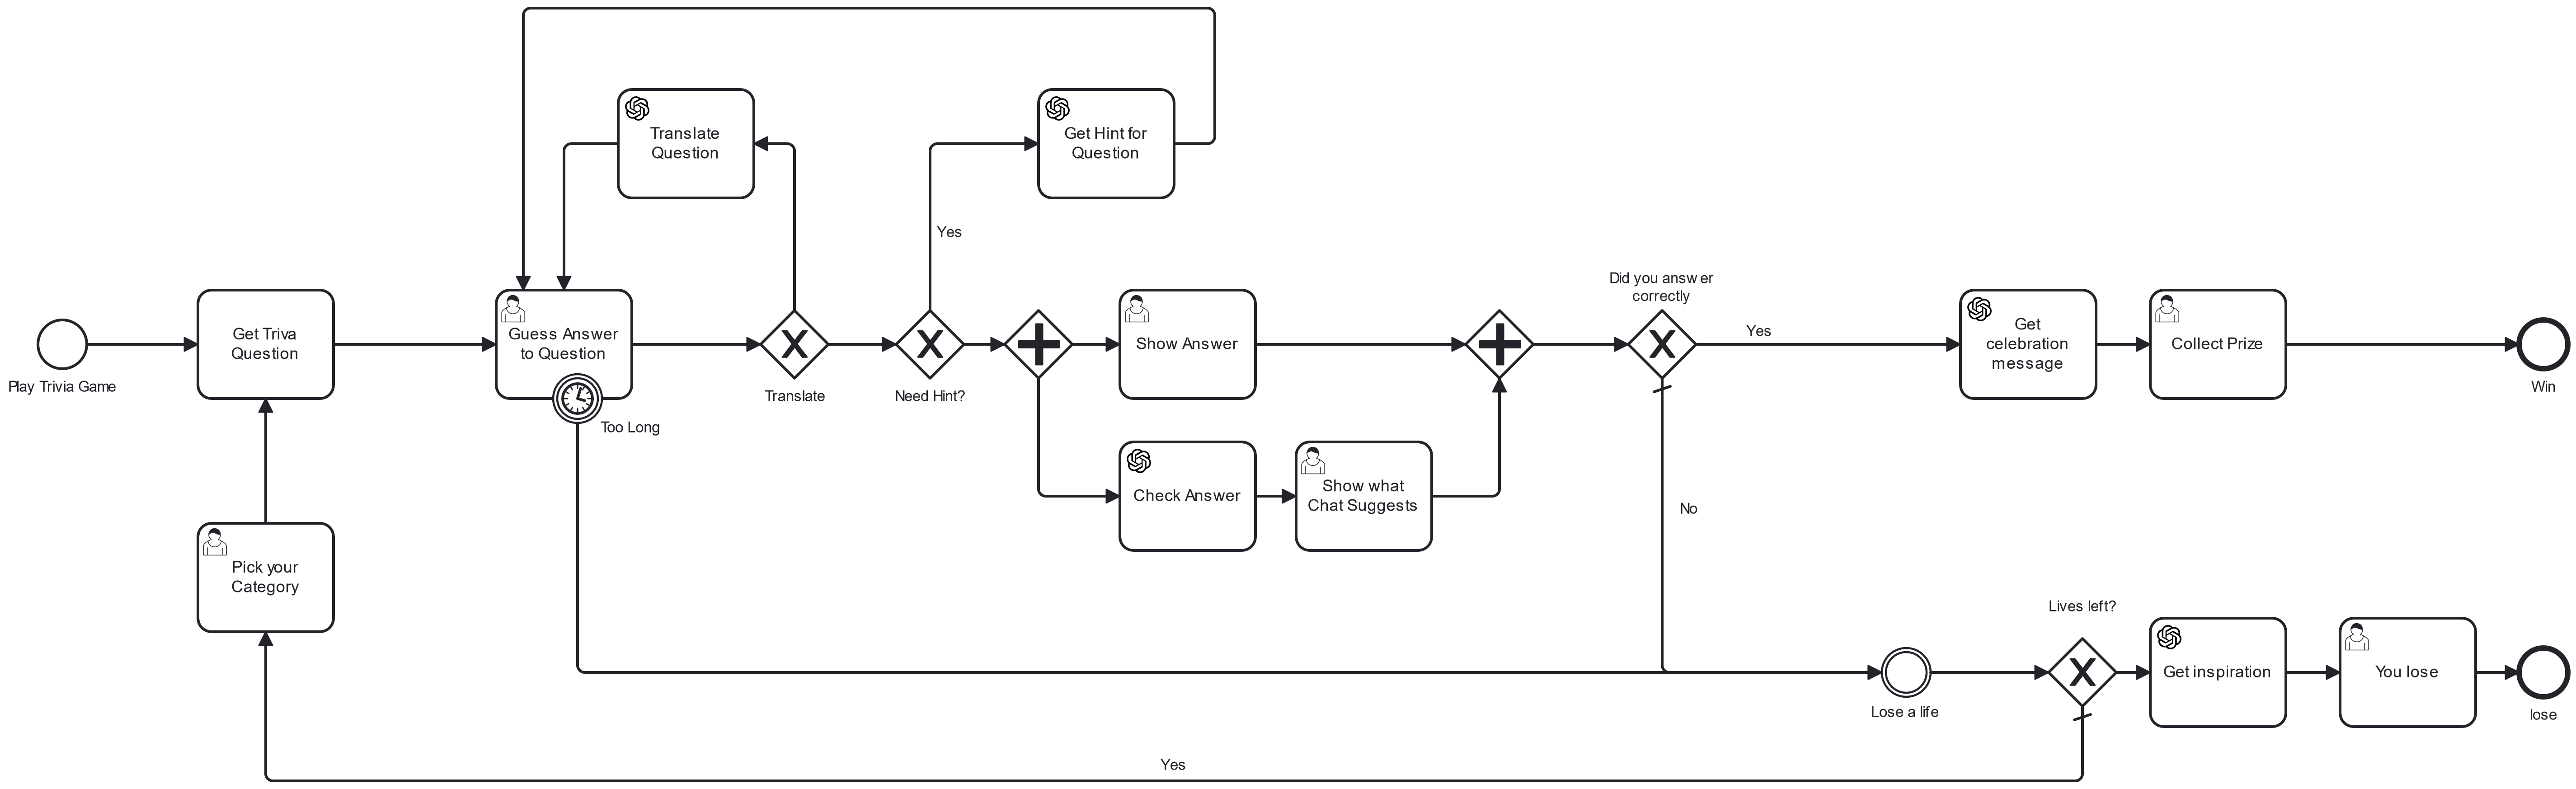 Translate
Question
Get Hint for
Question
Yes
Did you answer
correctly
Play Trivia Game
Get Triva
Question
Guess Answer
to Question
Too Long
Translate
Need Hint?
Show Answer
Yes
Get
celebration
message
Collect Prize
Win
Check Answer
Show what
Chat Suggests
No
Pick your
Category
Lose a life
Lives left?
Get inspiration
You lose
lose
Yes